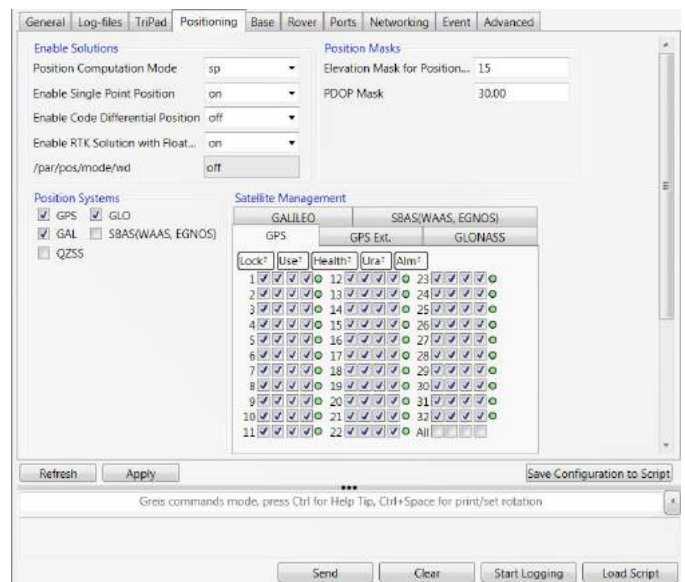 General Log-files TriPad Positioning Base Rover Ports Networking Event Advanced
Enable Solutions
Position Computation Mode sp
Enable Single Point Position on
Enable Code Differential Position off
Enable RTK Solution with Float... on
/par/pos/mode/wd off
Position Masks
Elevation Mask for Position... 15
PDOP Mask 30.00
Position Systems
GPS GLO
GAL SBAS(WAAS, EGNOS)
QZSS
Satellite Management
GALILEO SBAS(WAAS, EGNOS)
GPS GPS Ext. GLONASS
Lock? Use? Health? Ura? Alm?
1 12 23
2 13 24
3 14 25
4 15 26
5 16 27
6 17 28
7 18 29
8 19 30
9 20 31
10 21 32
11 22 All
Refresh Apply Save Configuration to Script
Greis commands mode, press Ctrl for Help Tip, Ctrl+Space for print/set rotation
Send Clear Start Logging Load Script